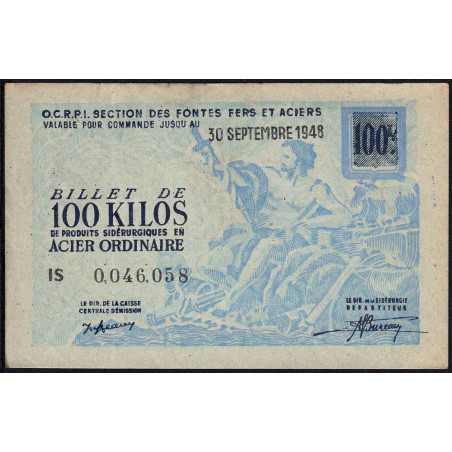 O.C.R.P.I. SECTION DES FONTES FERS ET ACIERS
VALABLE POUR COMMANDE JUSQU'AU
30 SEPTEMBRE 1948
100K
BILLET DE
100 KILOS
DE PRODUITS SIDÉRURGIQUES EN
ACIER ORDINAIRE
IS 0,046,058
LE DIR. DE LA CAISSE
CENTRALE D'ÉMISSION
LE DIR. DE LA SIDÉRURGIE
RÉPARTITEUR